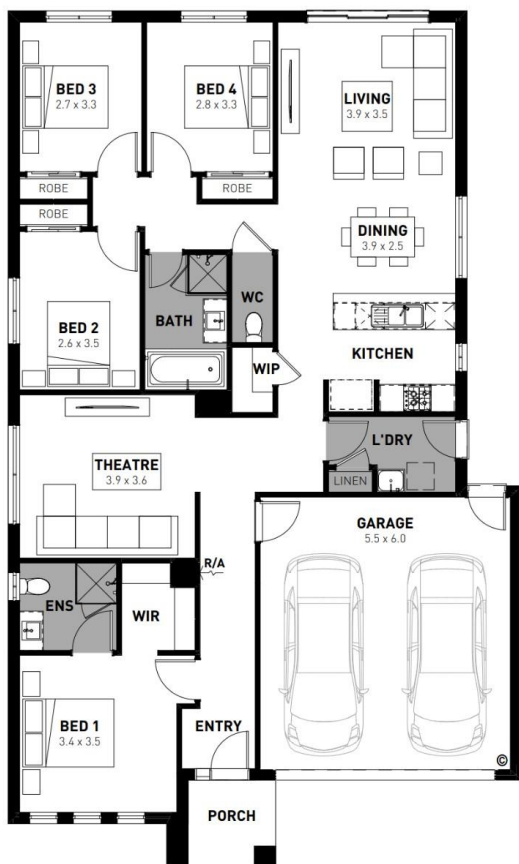 BED 3
2.7 x 3.3
BED 4
2.8 x 3.3
LIVING
3.9 x 3.5
ROBE
ROBE
ROBE
DINING
3.9 x 2.5
BED 2
2.6 x 3.5
BATH
WC
KITCHEN
WIP
THEATRE
3.9 x 3.6
L'DRY
LINEN
GARAGE
5.5 x 6.0
R/A
ENS
WIR
BED 1
3.4 x 3.5
ENTRY
©
PORCH